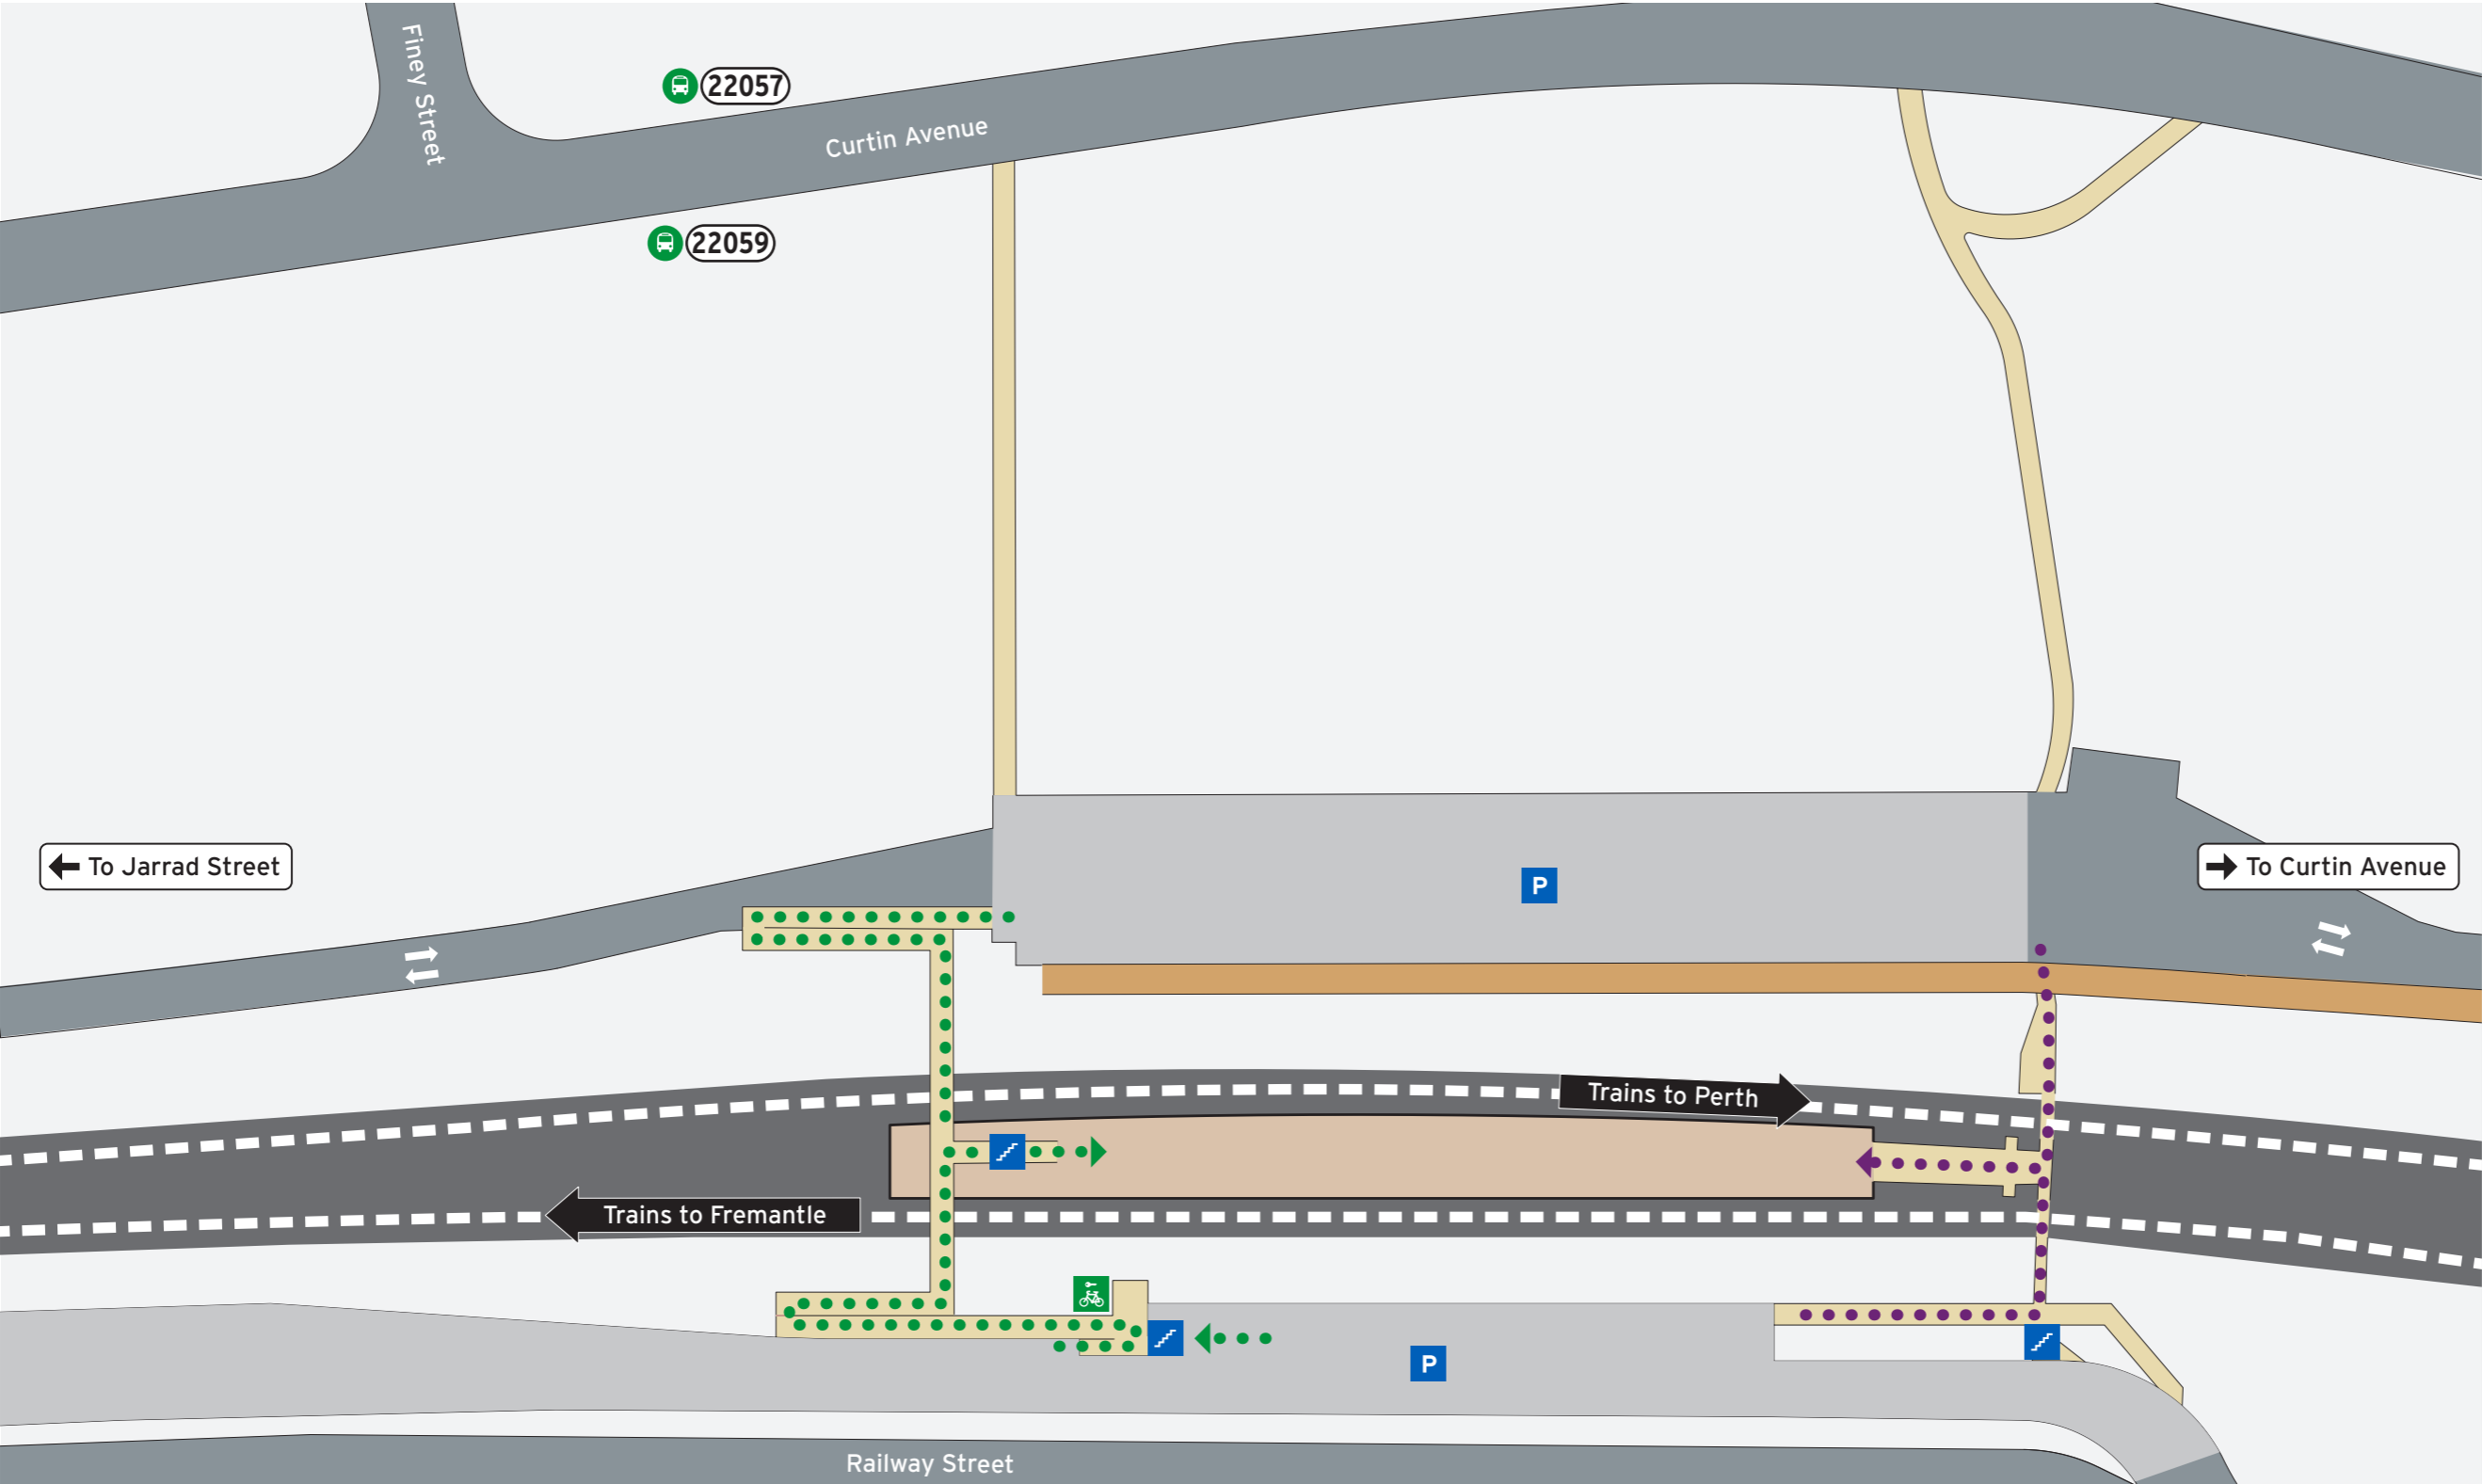 Finey Street
22057
Curtin Avenue
22059
To Jarrad Street
P
To Curtin Avenue
Trains to Perth
Trains to Fremantle
P
Railway Street